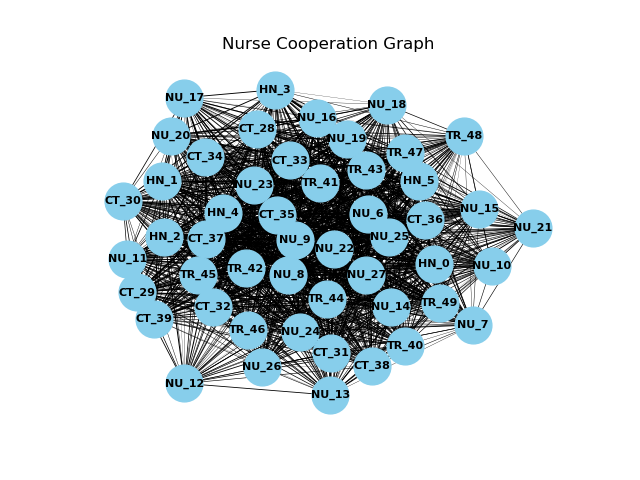 Nurse Cooperation Graph
HN_3
NU_17
NU_18
NU_16
CT_28
NU_20
TR_48
NU_19
TR_47
CT_34
CT_33
TR_43
HN_1
HN_5
TR_41
NU_23
CT_30
NU_15
HN_4
CT_35
NU_6
CT_36
NU_21
HN_2
CT_37
NU_25
NU_9
NU_22
NU_11
HN_0
NU_10
TR_42
TR_45
NU_8
NU_27
CT_29
TR_44
TR_49
CT_32
NU_14
CT_39
NU_7
TR_46
NU_24
TR_40
CT_31
CT_38
NU_26
NU_12
NU_13